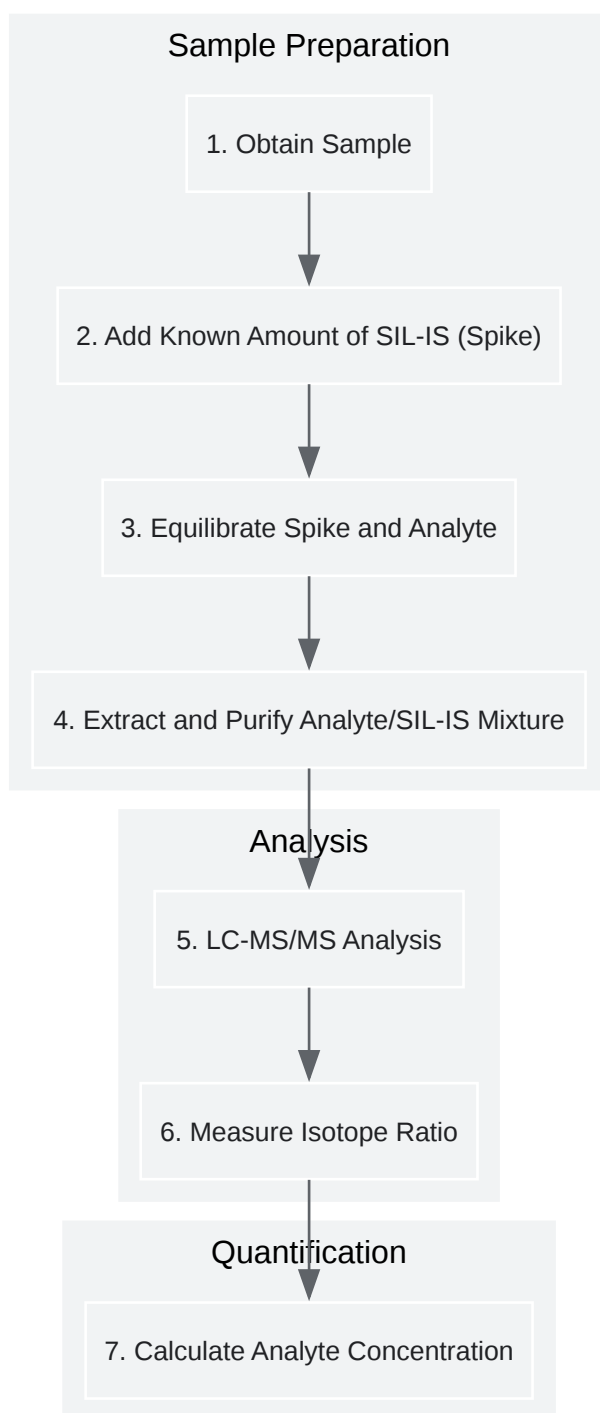 Sample Preparation
1. Obtain Sample
2. Add Known Amount of SIL-IS (Spike)
3. Equilibrate Spike and Analyte
4. Extract and Purify Analyte/SIL-IS Mixture
Analysis
5. LC-MS/MS Analysis
6. Measure Isotope Ratio
Quantification
7. Calculate Analyte Concentration